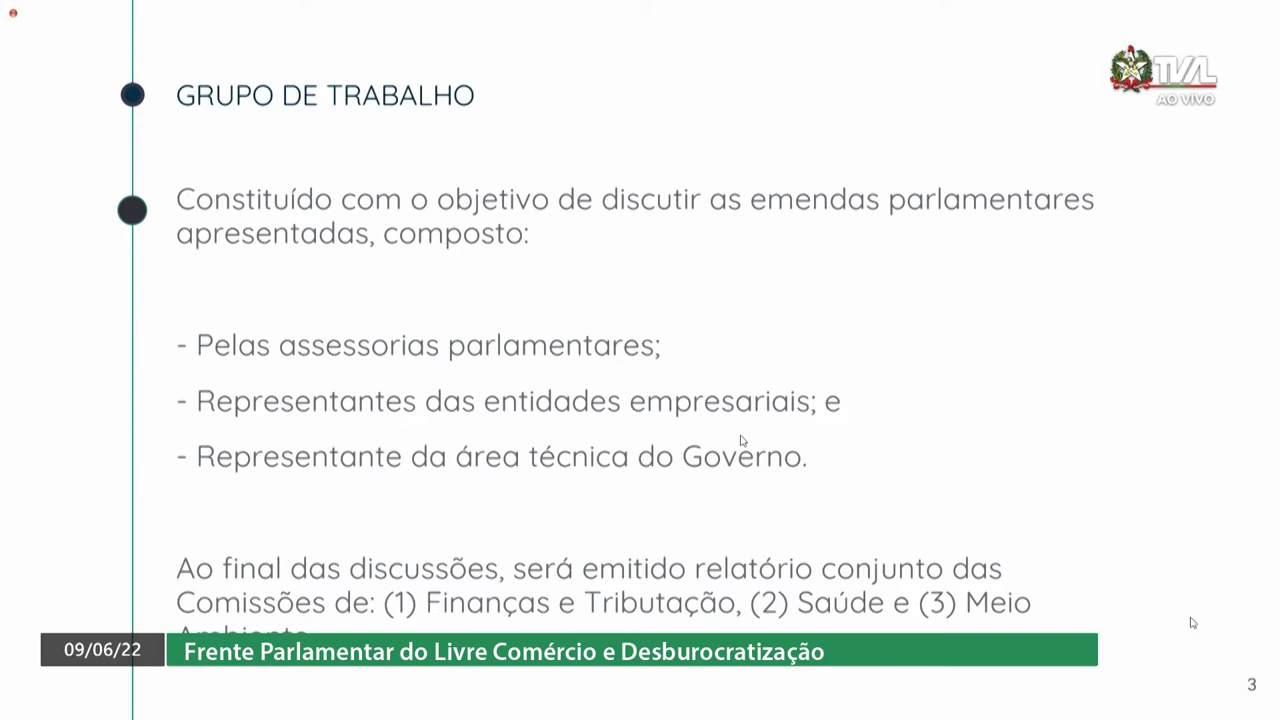 GRUPO DE TRABALHO
TVAL
AO VIVO
Constituído com o objetivo de discutir as emendas parlamentares
apresentadas, composto:
- Pelas assessorias parlamentares;
- Representantes das entidades empresariais; e
- Representante da área técnica do Governo.
Ao final das discussões, será emitido relatório conjunto das
Comissões de: (1) Finanças e Tributação, (2) Saúde e (3) Meio
09/06/22 Frente Parlamentar do Livre Comércio e Desburocratização
3